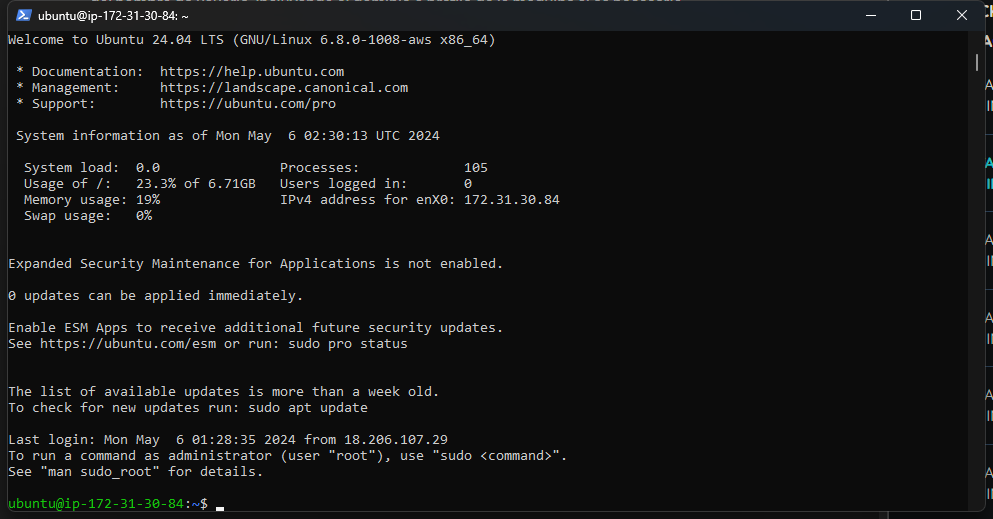 ubuntu@ip-172-31-30-84: ~
Welcome to Ubuntu 24.04 LTS (GNU/Linux 6.8.0-1008-aws x86_64)
* Documentation:  https://help.ubuntu.com
* Management:     https://landscape.canonical.com
* Support:        https://ubuntu.com/pro
System information as of Mon May  6 02:30:13 UTC 2024
System load:  0.0               Processes:             105
Usage of /:   23.3% of 6.71GB   Users logged in:       0
Memory usage: 19%               IPv4 address for enX0: 172.31.30.84
Swap usage:   0%
Expanded Security Maintenance for Applications is not enabled.
0 updates can be applied immediately.
Enable ESM Apps to receive additional future security updates.
See https://ubuntu.com/esm or run: sudo pro status
The list of available updates is more than a week old.
To check for new updates run: sudo apt update
Last login: Mon May  6 01:28:35 2024 from 18.206.107.29
To run a command as administrator (user "root"), use "sudo <command>".
See "man sudo_root" for details.
ubuntu@ip-172-31-30-84:~$